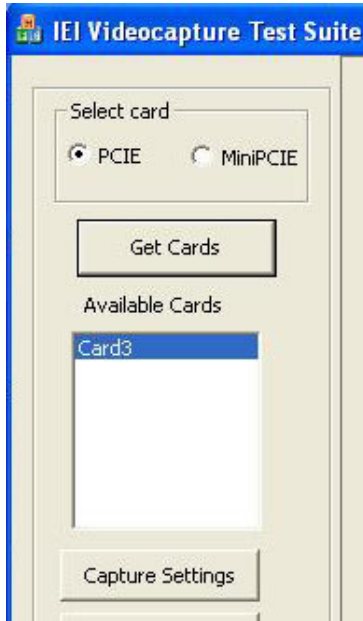 IEI Videocapture Test Suite
Select card
PCIE MiniPCIE
Get Cards
Available Cards
Card3
Capture Settings